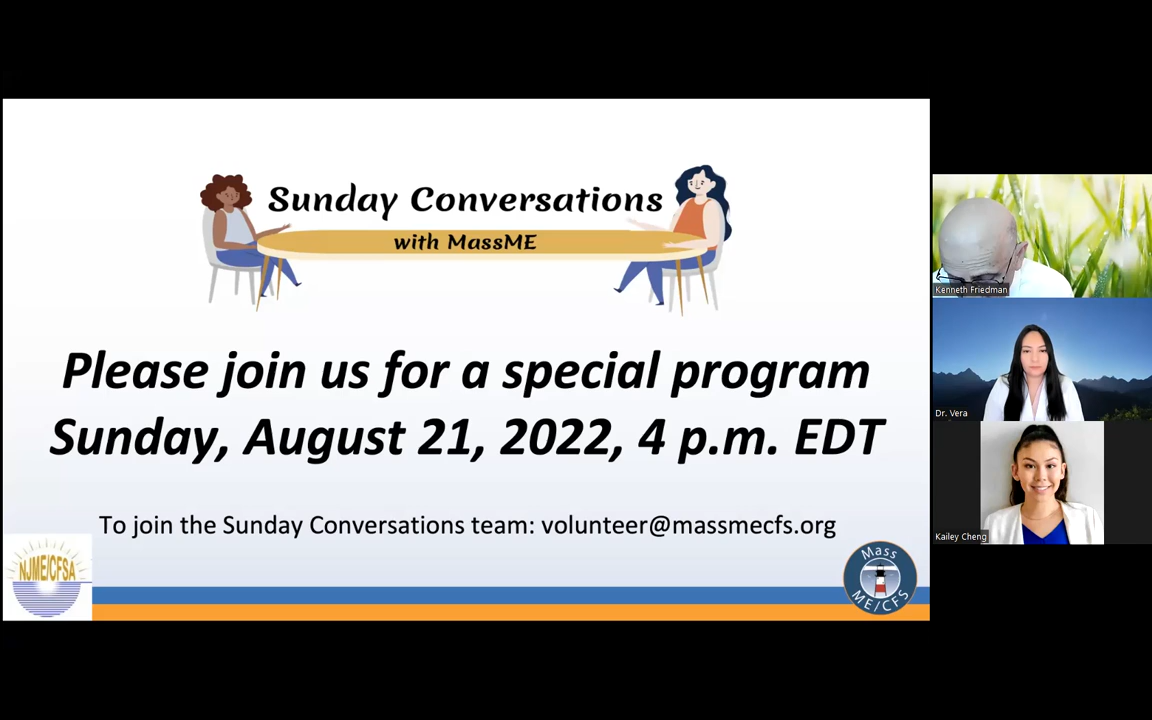 Sunday Conversations
with MassME
Please join us for a special program
Sunday, August 21, 2022, 4 p.m. EDT
To join the Sunday Conversations team: volunteer@massmecfs.org
NJME/CFSA
Mass
ME/CFS
Kenneth Friedman
Dr. Vera
Kailey Cheng